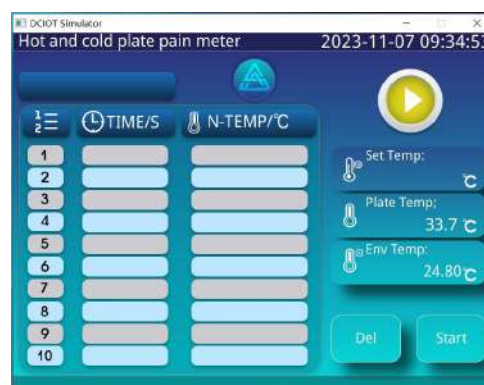 DCIOT Simulator
Hot and cold plate pain meter 2023-11-07 09:34:53
TIME/S N-TEMP/℃
1
2
3
4
5
6
7
8
9
10
Set Temp:
℃
Plate Temp;
33.7 ℃
Env Temp:
24.80℃
Del Start